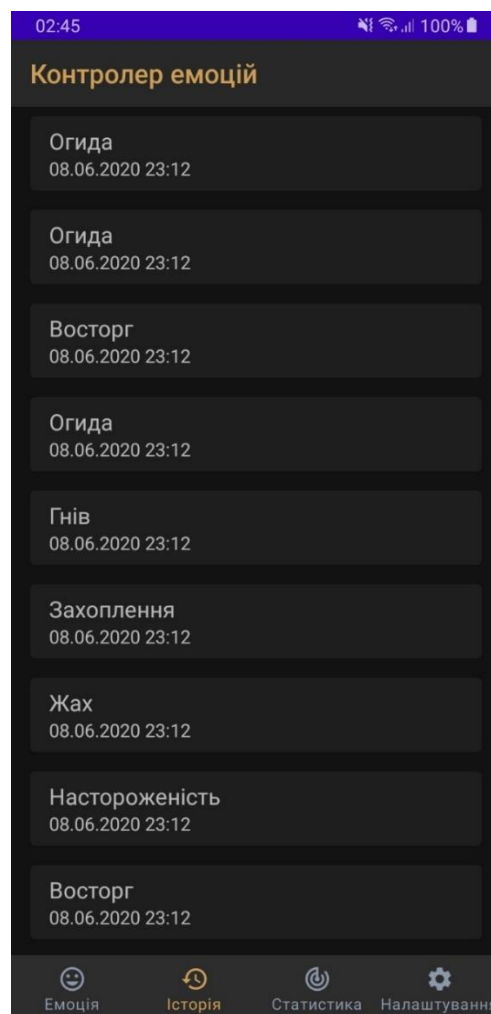 02:45 100%
Контролер емоцій
Огида
08.06.2020 23:12
Огида
08.06.2020 23:12
Восторг
08.06.2020 23:12
Огида
08.06.2020 23:12
Гнів
08.06.2020 23:12
Захоплення
08.06.2020 23:12
Жах
08.06.2020 23:12
Настороженість
08.06.2020 23:12
Восторг
08.06.2020 23:12
Емоція Історія Статистика Налаштування